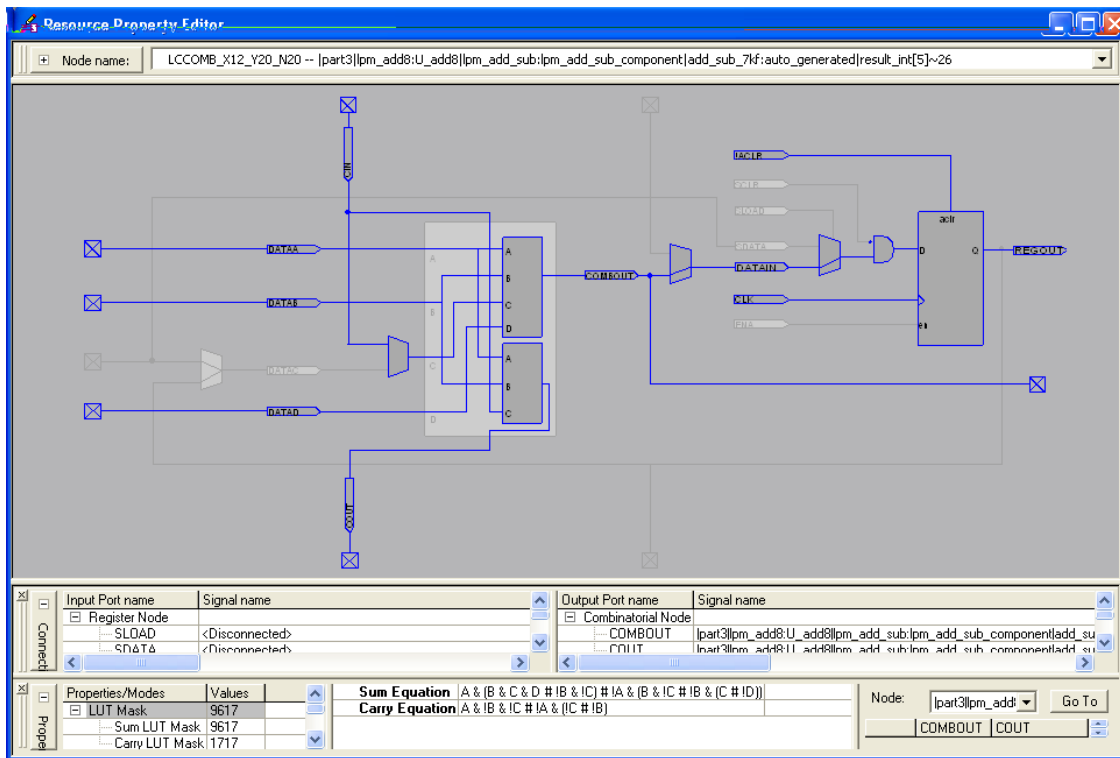 Resource Property Editor
Node name: LCCOMB_X12_Y20_N20 -- |part3|lpm_add8:U_add8|lpm_add_sub:lpm_add_sub_component|add_sub_7kf:auto_generated|result_int[5]~26
CIN
!ACLR
SCLR
SLOAD
aclr
DATAA
A
A
SDATA
D
Q
REGOUT
B
COMBOUT
DATAIN
DATAB
B
C
CLK
D
ENA
en
A
C
DATAC
B
DATAD
D
C
COUT
Connecti
Input Port name Signal name
Register Node
SLOAD <Disconnected>
SDATA <Disconnected>
Output Port name Signal name
Combinatorial Node
COMBOUT |part3|lpm_add8:U_add8|lpm_add_sub:lpm_add_sub_component|add_su
COUT |part3|lpm_add8:U_add8|lpm_add_sub:lpm_add_sub_component|add_su
Prope
Properties/Modes Values
LUT Mask 9617
Sum LUT Mask 9617
Carry LUT Mask 1717
Sum Equation A & (B & C & D # !B & !C) # !A & (B & !C # !B & (C # !D))
Carry Equation A & !B & !C # !A & (!C # !B)
Node: |part3|lpm_add8: Go To
COMBOUT COUT